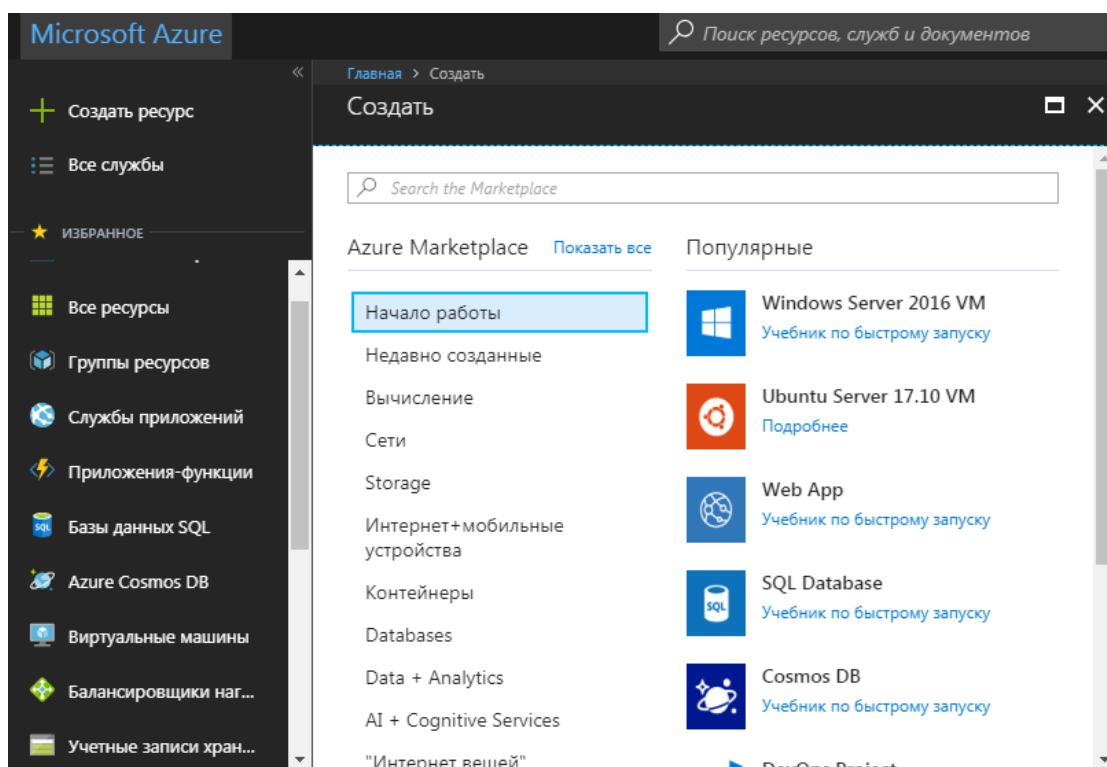 Microsoft Azure
Поиск ресурсов, служб и документов
Создать ресурс
Все службы
ИЗБРАННОЕ
Все ресурсы
Группы ресурсов
Службы приложений
Приложения-функции
Базы данных SQL
Azure Cosmos DB
Виртуальные машины
Балансировщики наг...
Учетные записи хран...
Главная > Создать
Создать
Search the Marketplace
Azure Marketplace Показать все
Начало работы
Недавно созданные
Вычисление
Сети
Storage
Интернет+мобильные
устройства
Контейнеры
Databases
Data + Analytics
AI + Cognitive Services
"Интернет вещей"
Популярные
Windows Server 2016 VM
Учебник по быстрому запуску
Ubuntu Server 17.10 VM
Подробнее
Web App
Учебник по быстрому запуску
SQL
SQL Database
Учебник по быстрому запуску
Cosmos DB
Учебник по быстрому запуску
DevOps Project